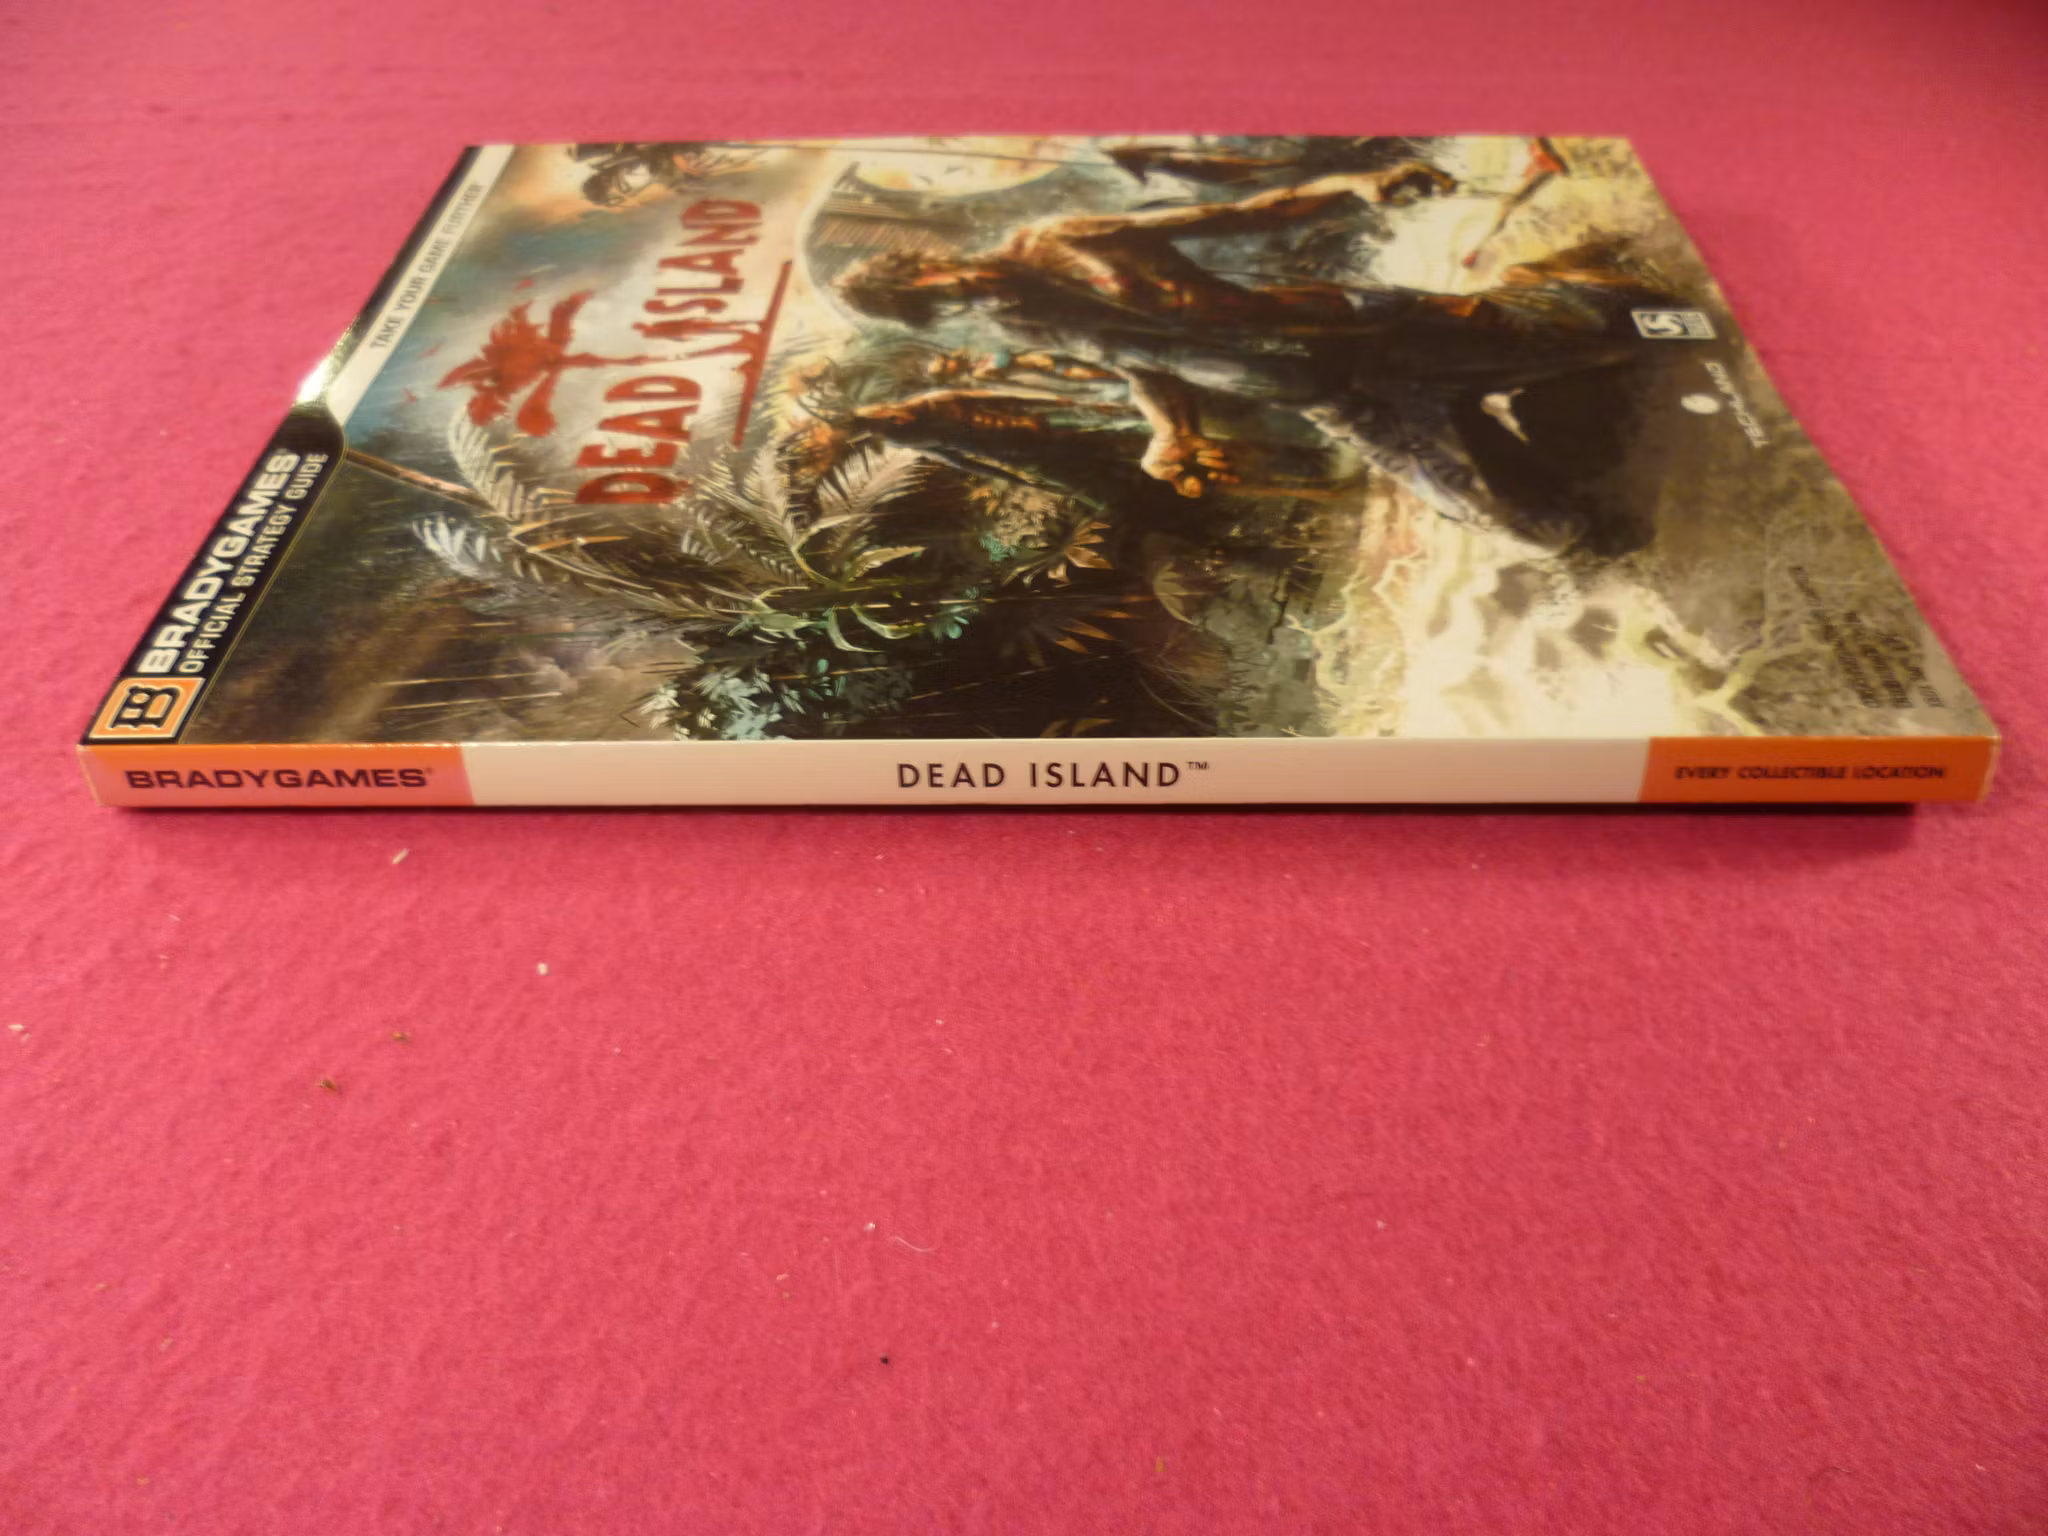 TAKE YOUR GAME FURTHER
BRADYGAMES®
OFFICIAL STRATEGY GUIDE
DEAD ISLAND
TECHLAND
BRADYGAMES®
DEAD ISLAND™
EVERY COLLECTIBLE LOCATION